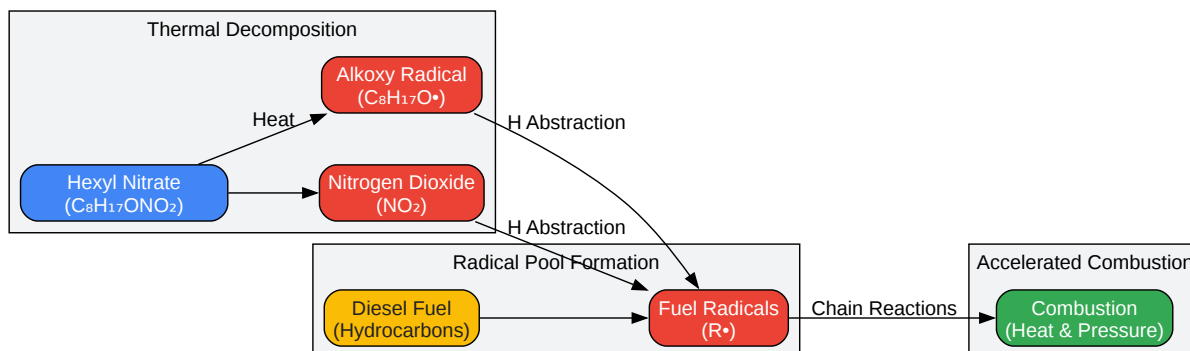 Thermal Decomposition
Alkoxy Radical
(C₈H₁₇O•)
Heat
H Abstraction
Hexyl Nitrate
(C₈H₁₇ONO₂)
Nitrogen Dioxide
(NO₂)
H Abstraction
Radical Pool Formation
Accelerated Combustion
Diesel Fuel
(Hydrocarbons)
Fuel Radicals
(R•)
Chain Reactions
Combustion
(Heat & Pressure)